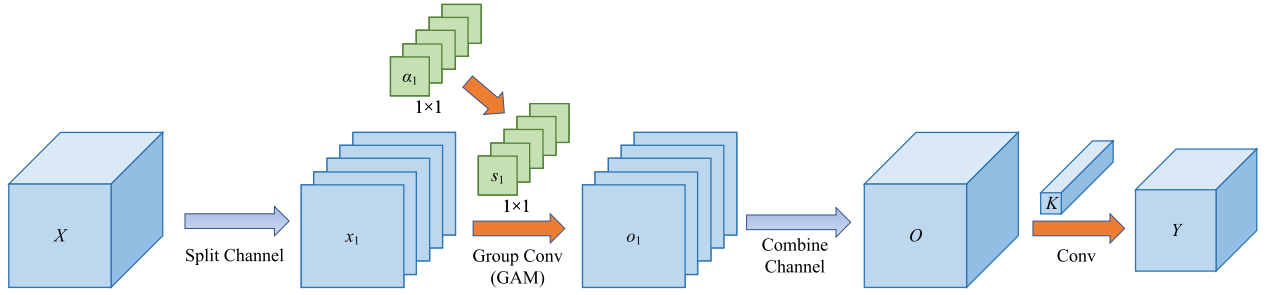 α₁
1×1
s₁
1×1
X
Split Channel
x₁
Group Conv
(GAM)
o₁
Combine
Channel
O
K
Conv
Y